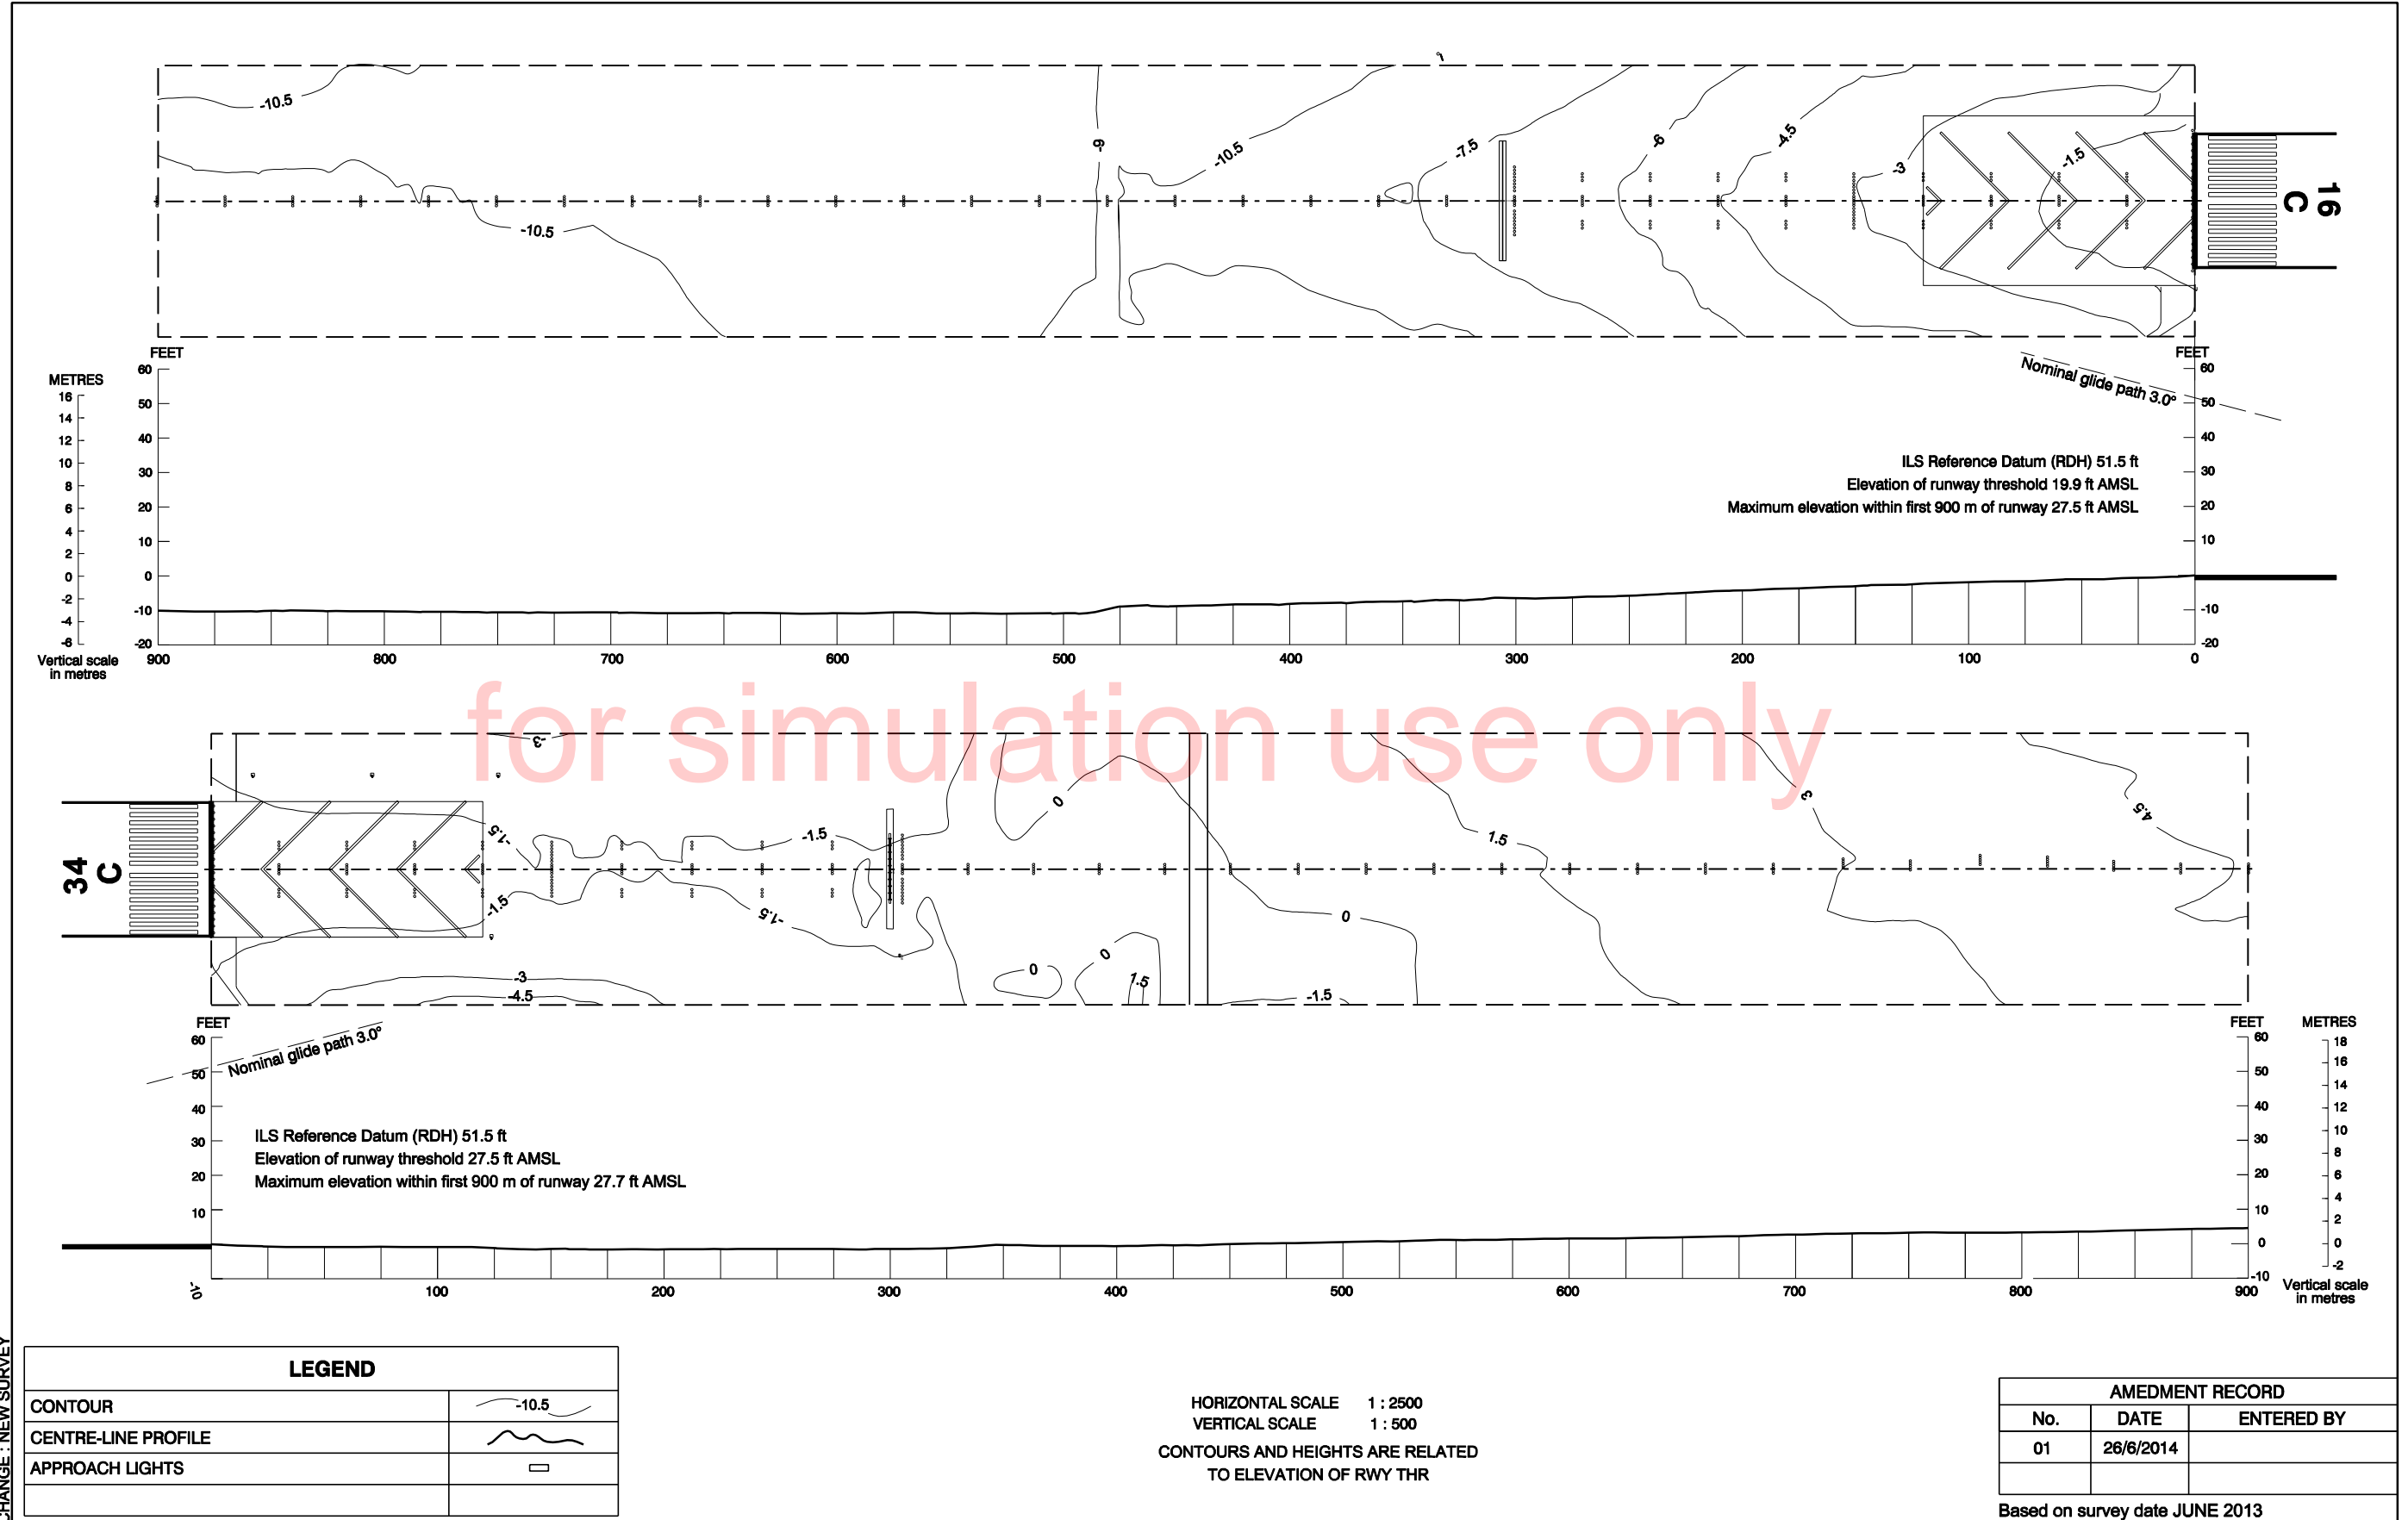 -10.5
-9
-10.5
-7.5
-6
-4.5
-3
-1.5
16
C
-10.5
FEET
METRES
16
14
12
10
8
6
4
2
0
-2
-4
-6
Vertical scale
in metres
60
50
40
30
20
10
0
-10
-20
900 800 700 600 500 400 300 200 100 0
FEET
60
50
40
30
20
10
-10
-20
Nominal glide path 3.0°
ILS Reference Datum (RDH) 51.5 ft
Elevation of runway threshold 19.9 ft AMSL
Maximum elevation within first 900 m of runway 27.5 ft AMSL
for simulation use only
-3
0
3
4.5
-1.5
-1.5
1.5
34
C
-1.5
-1.5
0
0
0
1.5
-3
-4.5
-1.5
FEET
60
50
40
30
20
10
-10
Nominal glide path 3.0°
ILS Reference Datum (RDH) 51.5 ft
Elevation of runway threshold 27.5 ft AMSL
Maximum elevation within first 900 m of runway 27.7 ft AMSL
100 200 300 400 500 600 700 800 900
FEET
60
50
40
30
20
10
0
-10
METRES
18
16
14
12
10
8
6
4
2
0
-2
Vertical scale
in metres
CHANGE : NEW SURVEY
LEGEND
CONTOUR -10.5
CENTRE-LINE PROFILE
APPROACH LIGHTS
HORIZONTAL SCALE 1 : 2500
VERTICAL SCALE 1 : 500
CONTOURS AND HEIGHTS ARE RELATED
TO ELEVATION OF RWY THR
AMEDMENT RECORD
No. DATE ENTERED BY
01 26/6/2014
Based on survey date JUNE 2013